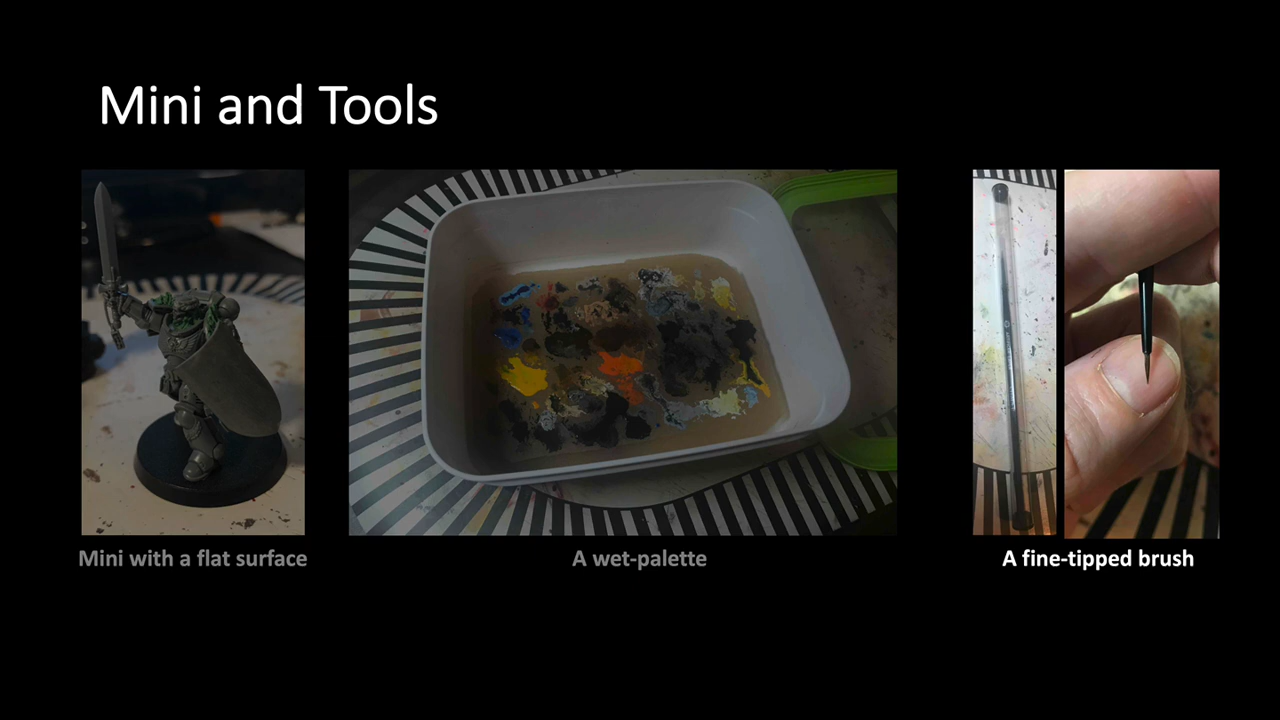 Mini and Tools
Mini with a flat surface
A wet-palette
A fine-tipped brush